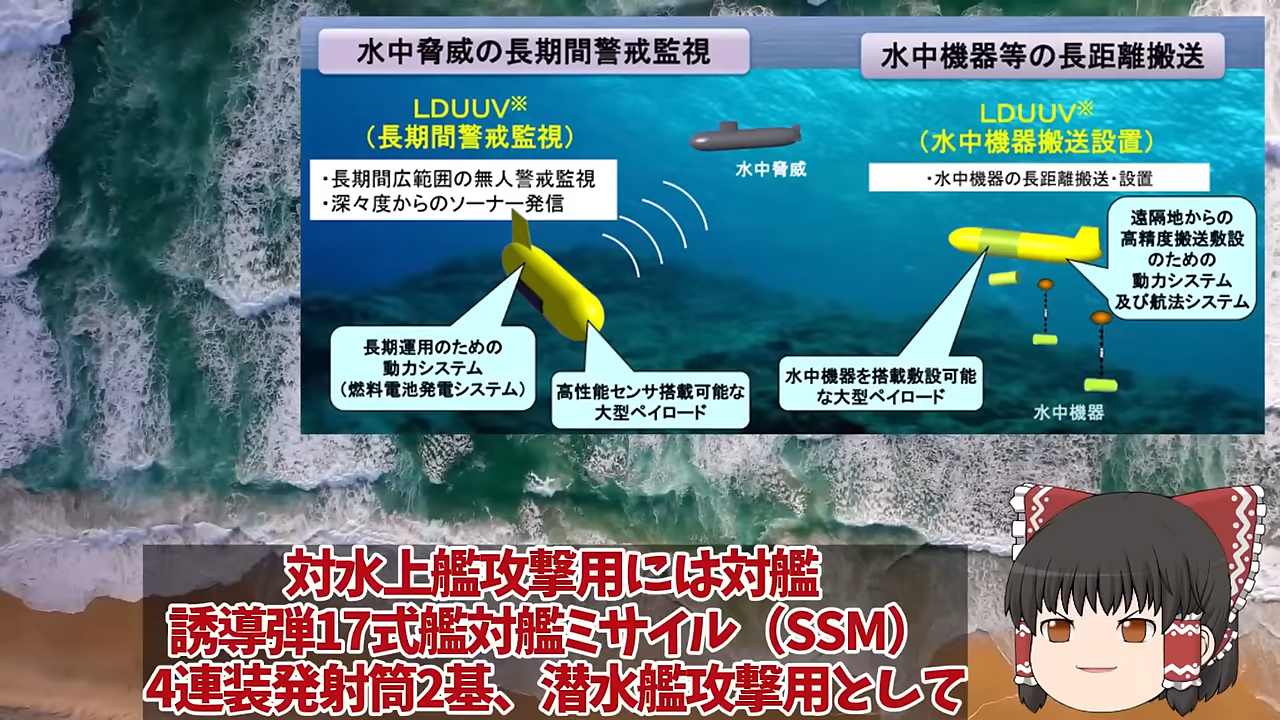 水中脅威の長期間警戒監視
LDUUV※
（長期間警戒監視）
・長期間広範囲の無人警戒監視
・深々度からのソーナー発信
水中脅威
長期運用のための
動力システム
（燃料電池発電システム）
高性能センサ搭載可能な
大型ペイロード
水中機器等の長距離搬送
LDUUV※
（水中機器搬送設置）
・水中機器の長距離搬送・設置
遠隔地からの
高精度搬送敷設
のための
動力システム
及び航法システム
水中機器を搭載敷設可能
な大型ペイロード
水中機器
対水上艦攻撃用には対艦
誘導弾17式艦対艦ミサイル（SSM）
4連装発射筒2基、潜水艦攻撃用として